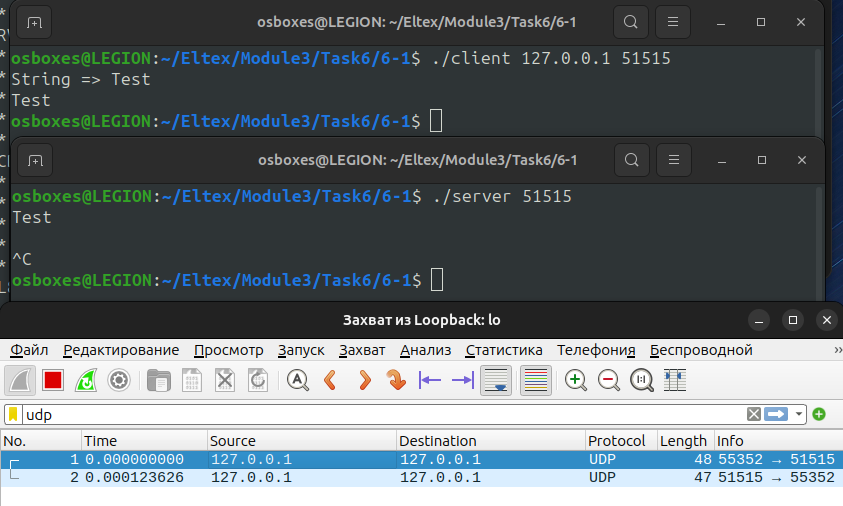 osboxes@LEGION: ~/Eltex/Module3/Task6/6-1
osboxes@LEGION:~/Eltex/Module3/Task6/6-1$ ./client 127.0.0.1 51515
String => Test
Test
osboxes@LEGION:~/Eltex/Module3/Task6/6-1$
osboxes@LEGION: ~/Eltex/Module3/Task6/6-1
osboxes@LEGION:~/Eltex/Module3/Task6/6-1$ ./server 51515
Test
^C
osboxes@LEGION:~/Eltex/Module3/Task6/6-1$
Захват из Loopback: lo
Файл Редактирование Просмотр Запуск Захват Анализ Статистика Телефония Беспроводной »
udp
No. Time Source Destination Protocol Length Info
1 0.000000000 127.0.0.1 127.0.0.1 UDP 48 55352 → 51515
2 0.000123626 127.0.0.1 127.0.0.1 UDP 47 51515 → 55352